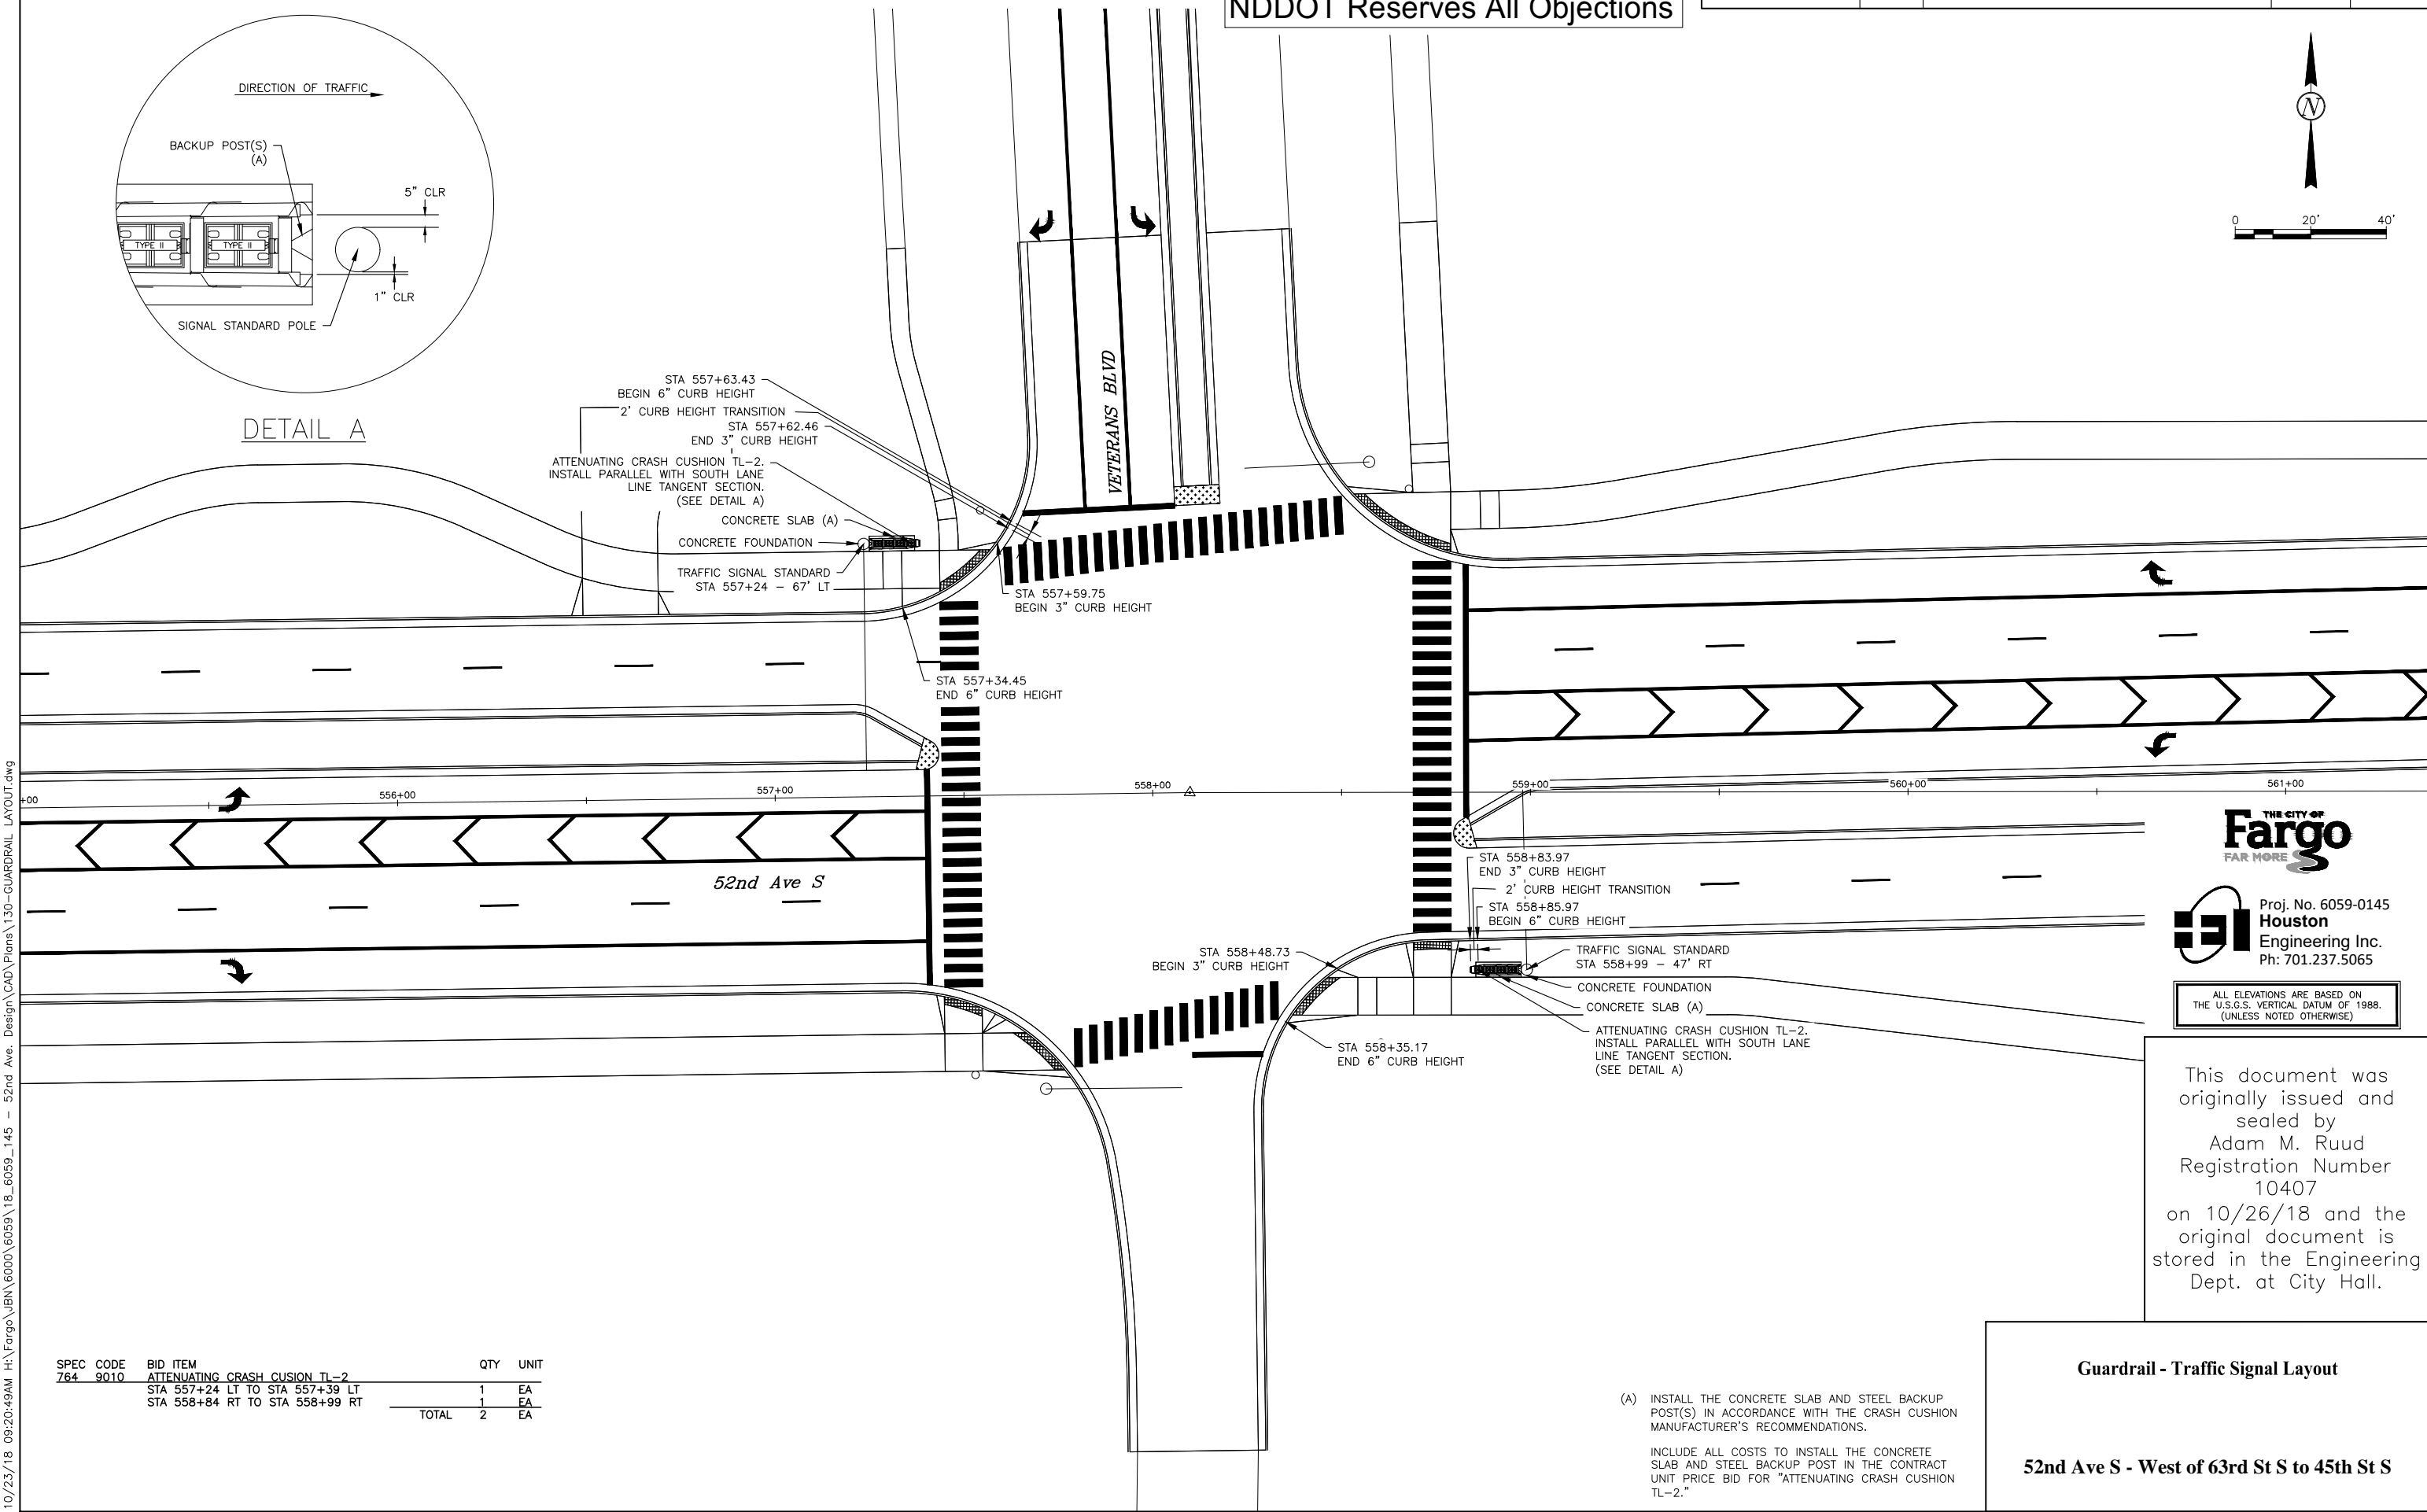 NDDOT Reserves All Objections
DIRECTION OF TRAFFIC
BACKUP POST(S)
(A)
5" CLR
TYPE II
TYPE II
1" CLR
SIGNAL STANDARD POLE
DETAIL A
N
0 20' 40'
STA 557+63.43
BEGIN 6" CURB HEIGHT
2' CURB HEIGHT TRANSITION
STA 557+62.46
END 3" CURB HEIGHT
ATTENUATING CRASH CUSHION TL-2.
INSTALL PARALLEL WITH SOUTH LANE
LINE TANGENT SECTION.
(SEE DETAIL A)
CONCRETE SLAB (A)
CONCRETE FOUNDATION
TRAFFIC SIGNAL STANDARD
STA 557+24 - 67' LT
VETERANS BLVD
STA 557+59.75
BEGIN 3" CURB HEIGHT
STA 557+34.45
END 6" CURB HEIGHT
+00
556+00
557+00
558+00
559+00
560+00
561+00
52nd Ave S
STA 558+83.97
END 3" CURB HEIGHT
2' CURB HEIGHT TRANSITION
STA 558+85.97
BEGIN 6" CURB HEIGHT
STA 558+48.73
BEGIN 3" CURB HEIGHT
TRAFFIC SIGNAL STANDARD
STA 558+99 - 47' RT
CONCRETE FOUNDATION
CONCRETE SLAB (A)
ATTENUATING CRASH CUSHION TL-2.
INSTALL PARALLEL WITH SOUTH LANE
LINE TANGENT SECTION.
(SEE DETAIL A)
STA 558+35.17
END 6" CURB HEIGHT
THE CITY OF
Fargo
FAR MORE
Proj. No. 6059-0145
Houston
Engineering Inc.
Ph: 701.237.5065
ALL ELEVATIONS ARE BASED ON
THE U.S.G.S. VERTICAL DATUM OF 1988.
(UNLESS NOTED OTHERWISE)
This document was
originally issued and
sealed by
Adam M. Ruud
Registration Number
10407
on 10/26/18 and the
original document is
stored in the Engineering
Dept. at City Hall.
SPEC CODE BID ITEM QTY UNIT
764 9010 ATTENUATING CRASH CUSION TL-2
STA 557+24 LT TO STA 557+39 LT 1 EA
STA 558+84 RT TO STA 558+99 RT 1 EA
TOTAL 2 EA
(A) INSTALL THE CONCRETE SLAB AND STEEL BACKUP
POST(S) IN ACCORDANCE WITH THE CRASH CUSHION
MANUFACTURER'S RECOMMENDATIONS.
INCLUDE ALL COSTS TO INSTALL THE CONCRETE
SLAB AND STEEL BACKUP POST IN THE CONTRACT
UNIT PRICE BID FOR "ATTENUATING CRASH CUSHION
TL-2."
Guardrail - Traffic Signal Layout
52nd Ave S - West of 63rd St S to 45th St S
10/23/18 09:20:49AM H:\Fargo\JBN\6000\6059\18_6059_145 - 52nd Ave. Design\CAD\Plans\130-GUARDRAIL LAYOUT.dwg